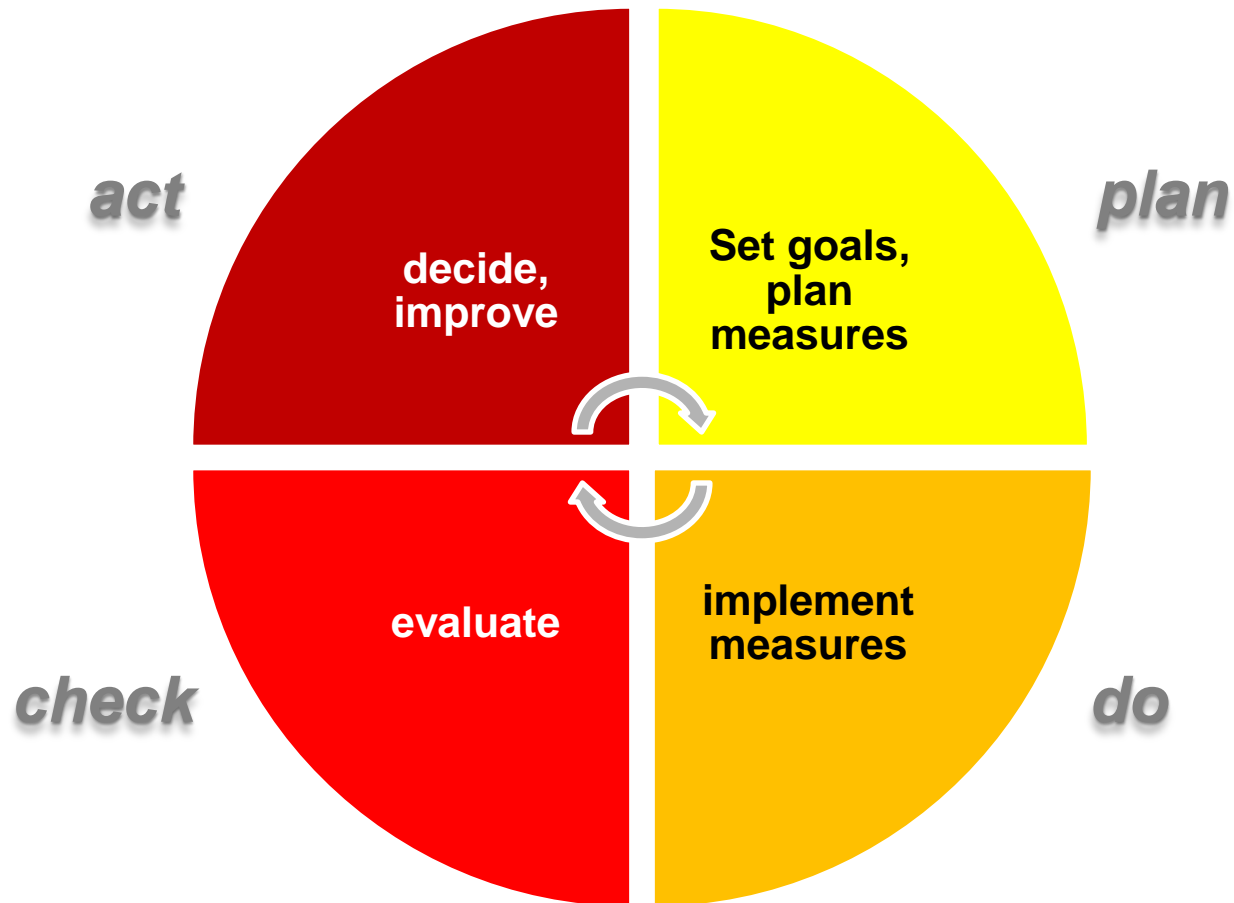 act
plan
decide,
improve
Set goals,
plan
measures
evaluate
implement
measures
check
do